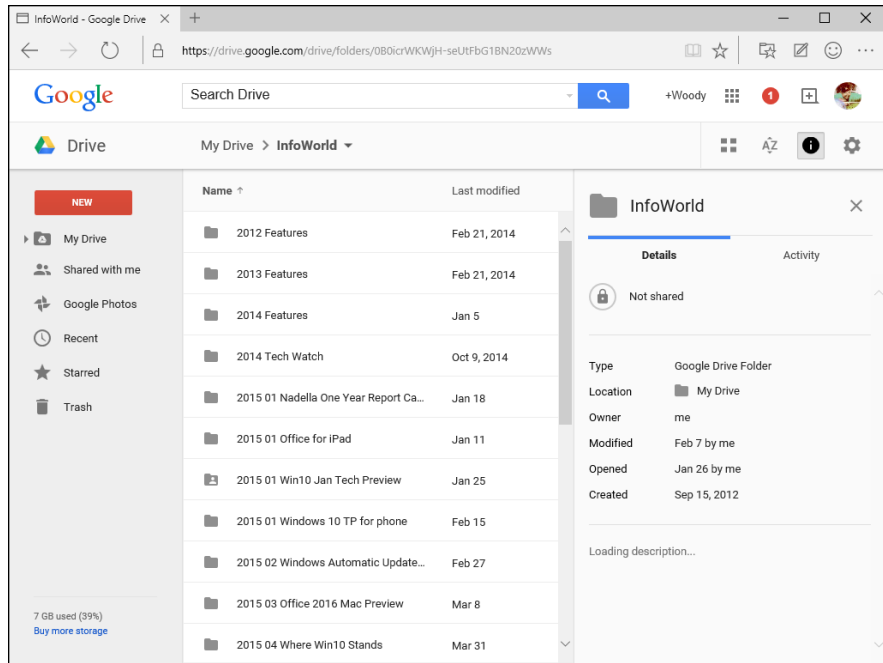 InfoWorld - Google Drive
https://drive.google.com/drive/folders/0B0icrWKWjH-seUtFbG1BN20zWWs
Google
Search Drive
+Woody
1
Drive
My Drive > InfoWorld
AZ
NEW
My Drive
Shared with me
Google Photos
Recent
Starred
Trash
7 GB used (39%)
Buy more storage
Name ↑ Last modified
2012 Features Feb 21, 2014
2013 Features Feb 21, 2014
2014 Features Jan 5
2014 Tech Watch Oct 9, 2014
2015 01 Nadella One Year Report Ca... Jan 18
2015 01 Office for iPad Jan 11
2015 01 Win10 Jan Tech Preview Jan 25
2015 01 Windows 10 TP for phone Feb 15
2015 02 Windows Automatic Update... Feb 27
2015 03 Office 2016 Mac Preview Mar 8
2015 04 Where Win10 Stands Mar 31
InfoWorld
Details Activity
Not shared
Type Google Drive Folder
Location My Drive
Owner me
Modified Feb 7 by me
Opened Jan 26 by me
Created Sep 15, 2012
Loading description...